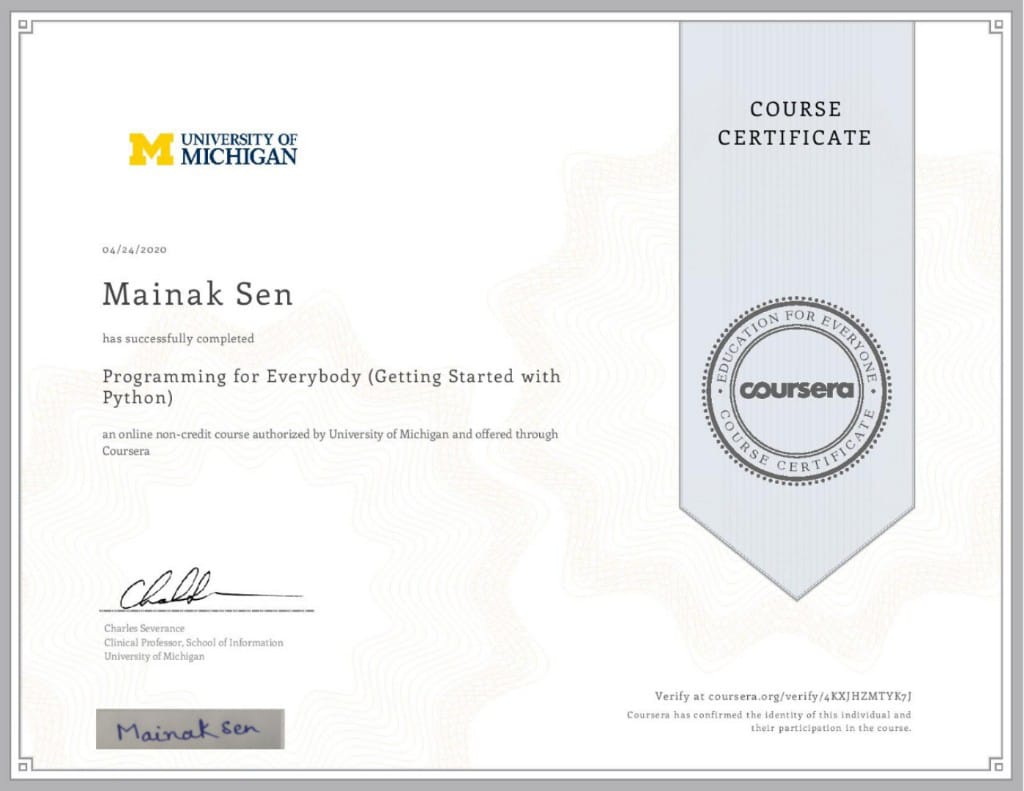 UNIVERSITY OF
MICHIGAN
COURSE
CERTIFICATE
04/24/2020
Mainak Sen
has successfully completed
Programming for Everybody (Getting Started with
Python)
an online non-credit course authorized by University of Michigan and offered through
Coursera
EDUCATION FOR EVERYONE
coursera
COURSE CERTIFICATE
Charles Severance
Clinical Professor, School of Information
University of Michigan
Mainak Sen
Verify at coursera.org/verify/4KXJHZMTYK7J
Coursera has confirmed the identity of this individual and
their participation in the course.